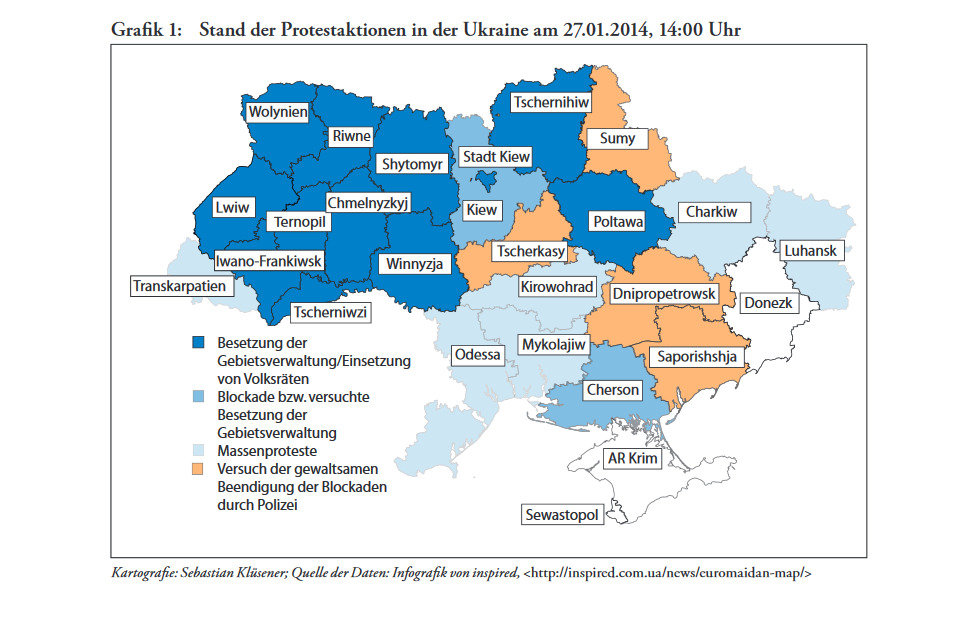 Grafik 1: Stand der Protestaktionen in der Ukraine am 27.01.2014, 14:00 Uhr
Tschernihiw
Wolynien
Riwne
Sumy
Stadt Kiew
Shytomyr
Chmelnyzkyj
Lwiw
Kiew
Charkiw
Ternopil
Poltawa
Luhansk
Tscherkasy
Iwano-Frankiwsk
Winnyzja
Transkarpatien
Kirowohrad
Dnipropetrowsk
Donezk
Tscherniwzi
Mykolajiw
Odessa
Saporishshja
Cherson
AR Krim
Sewastopol
Besetzung der
Gebietsverwaltung/Einsetzung
von Volksräten
Blockade bzw. versuchte
Besetzung der
Gebietsverwaltung
Massenproteste
Versuch der gewaltsamen
Beendigung der Blockaden
durch Polizei
Kartografie: Sebastian Klüsener; Quelle der Daten: Infografik von inspired, <http://inspired.com.ua/news/euromaidan-map/>